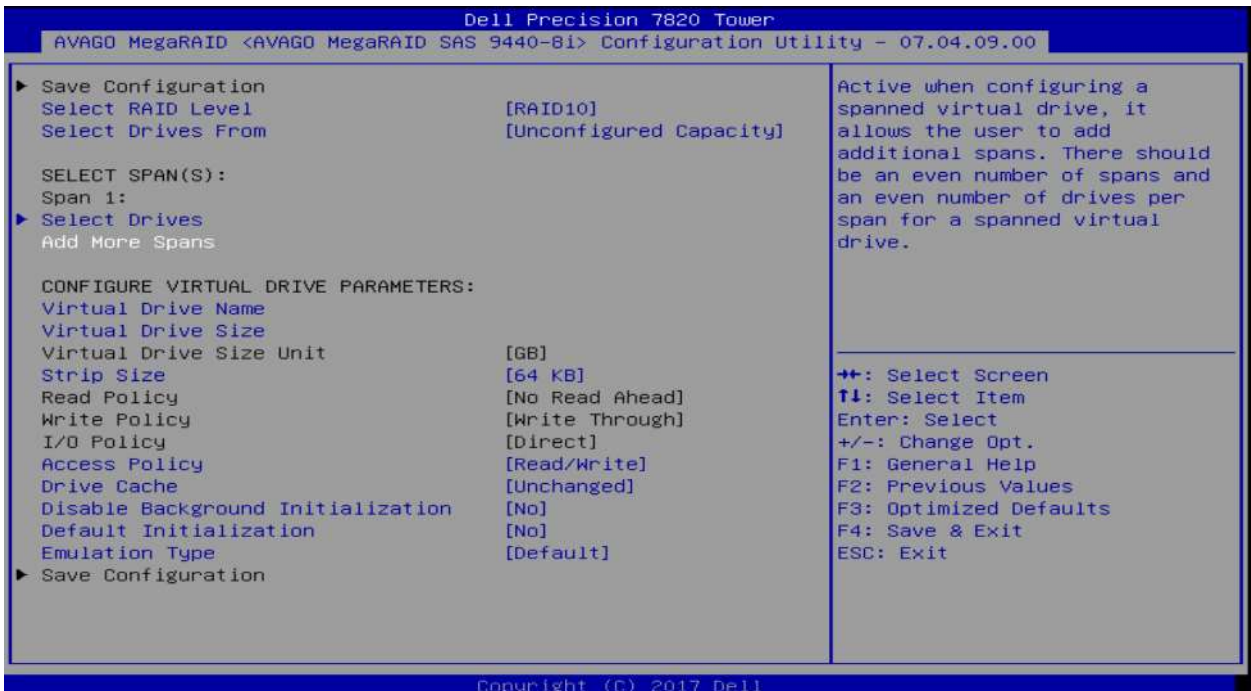 Dell Precision 7820 Tower
AVAGO MegaRAID <AVAGO MegaRAID SAS 9440-8i> Configuration Utility – 07.04.09.00
▶ Save Configuration
Select RAID Level [RAID10]
Select Drives From [Unconfigured Capacity]
SELECT SPAN(S):
Span 1:
▶ Select Drives
Add More Spans
CONFIGURE VIRTUAL DRIVE PARAMETERS:
Virtual Drive Name
Virtual Drive Size
Virtual Drive Size Unit [GB]
Strip Size [64 KB]
Read Policy [No Read Ahead]
Write Policy [Write Through]
I/O Policy [Direct]
Access Policy [Read/Write]
Drive Cache [Unchanged]
Disable Background Initialization [No]
Default Initialization [No]
Emulation Type [Default]
▶ Save Configuration
Active when configuring a
spanned virtual drive, it
allows the user to add
additional spans. There should
be an even number of spans and
an even number of drives per
span for a spanned virtual
drive.
→←: Select Screen
↑↓: Select Item
Enter: Select
+/-: Change Opt.
F1: General Help
F2: Previous Values
F3: Optimized Defaults
F4: Save & Exit
ESC: Exit
Copyright (C) 2017 Dell